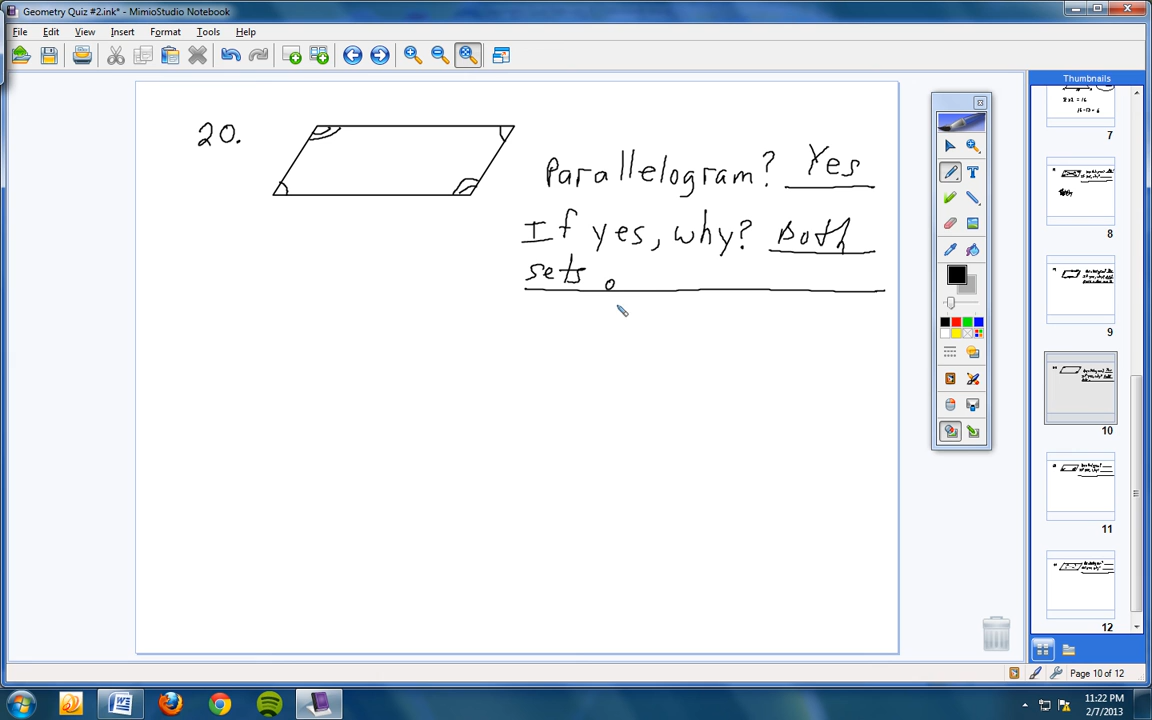 Geometry Quiz #2.ink* - MimioStudio Notebook
File Edit View Insert Format Tools Help
20.
Parallelogram? Yes
If yes, why? Both
sets o
Thumbnails
7
8
9
10
11
12
Page 10 of 12
11:22 PM
2/7/2013